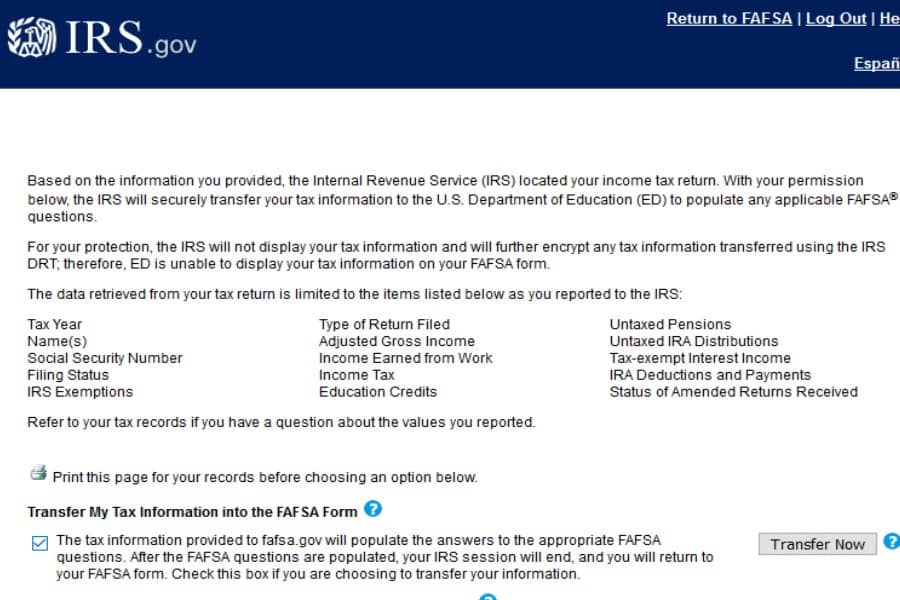 IRS.gov
Return to FAFSA | Log Out | He
Españ
Based on the information you provided, the Internal Revenue Service (IRS) located your income tax return. With your permission
below, the IRS will securely transfer your tax information to the U.S. Department of Education (ED) to populate any applicable FAFSA®
questions.
For your protection, the IRS will not display your tax information and will further encrypt any tax information transferred using the IRS
DRT; therefore, ED is unable to display your tax information on your FAFSA form.
The data retrieved from your tax return is limited to the items listed below as you reported to the IRS:
Tax Year
Name(s)
Social Security Number
Filing Status
IRS Exemptions
Type of Return Filed
Adjusted Gross Income
Income Earned from Work
Income Tax
Education Credits
Untaxed Pensions
Untaxed IRA Distributions
Tax-exempt Interest Income
IRA Deductions and Payments
Status of Amended Returns Received
Refer to your tax records if you have a question about the values you reported.
Print this page for your records before choosing an option below.
Transfer My Tax Information into the FAFSA Form ?
The tax information provided to fafsa.gov will populate the answers to the appropriate FAFSA
questions. After the FAFSA questions are populated, your IRS session will end, and you will return to
your FAFSA form. Check this box if you are choosing to transfer your information.
Transfer Now ?